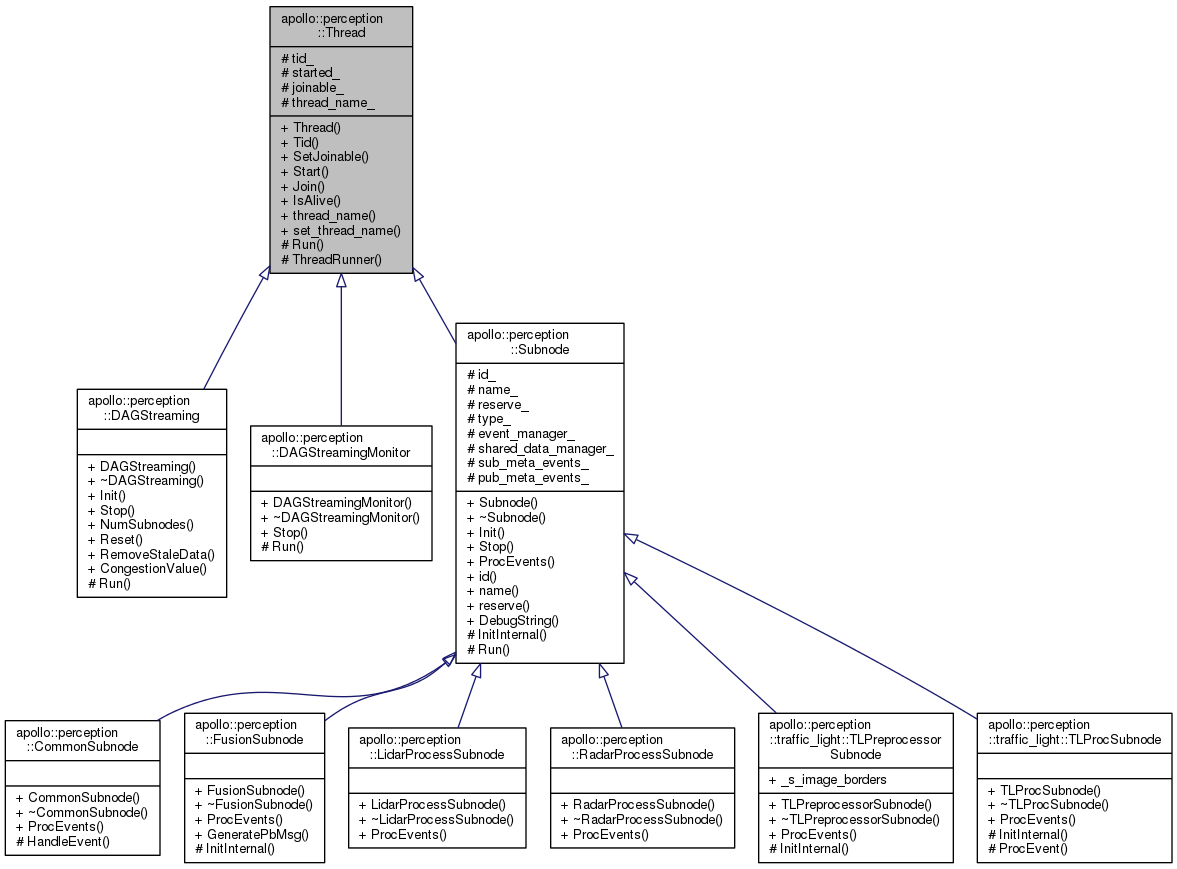 apollo::perception
::Thread
# tid_
# started_
# joinable_
# thread_name_
+ Thread()
+ Tid()
+ SetJoinable()
+ Start()
+ Join()
+ IsAlive()
+ thread_name()
+ set_thread_name()
# Run()
# ThreadRunner()
apollo::perception
::DAGStreaming
+ DAGStreaming()
+ ~DAGStreaming()
+ Init()
+ Stop()
+ NumSubnodes()
+ Reset()
+ RemoveStaleData()
+ CongestionValue()
# Run()
apollo::perception
::DAGStreamingMonitor
+ DAGStreamingMonitor()
+ ~DAGStreamingMonitor()
+ Stop()
# Run()
apollo::perception
::Subnode
# id_
# name_
# reserve_
# type_
# event_manager_
# shared_data_manager_
# sub_meta_events_
# pub_meta_events_
+ Subnode()
+ ~Subnode()
+ Init()
+ Stop()
+ ProcEvents()
+ id()
+ name()
+ reserve()
+ DebugString()
# InitInternal()
# Run()
apollo::perception
::CommonSubnode
+ CommonSubnode()
+ ~CommonSubnode()
+ ProcEvents()
# HandleEvent()
apollo::perception
::FusionSubnode
+ FusionSubnode()
+ ~FusionSubnode()
+ ProcEvents()
+ GeneratePbMsg()
# InitInternal()
apollo::perception
::LidarProcessSubnode
+ LidarProcessSubnode()
+ ~LidarProcessSubnode()
+ ProcEvents()
apollo::perception
::RadarProcessSubnode
+ RadarProcessSubnode()
+ ~RadarProcessSubnode()
+ ProcEvents()
apollo::perception
::traffic_light::TLPreprocessor
Subnode
+ _s_image_borders
+ TLPreprocessorSubnode()
+ ~TLPreprocessorSubnode()
+ ProcEvents()
# InitInternal()
apollo::perception
::traffic_light::TLProcSubnode
+ TLProcSubnode()
+ ~TLProcSubnode()
+ ProcEvents()
# InitInternal()
# ProcEvent()